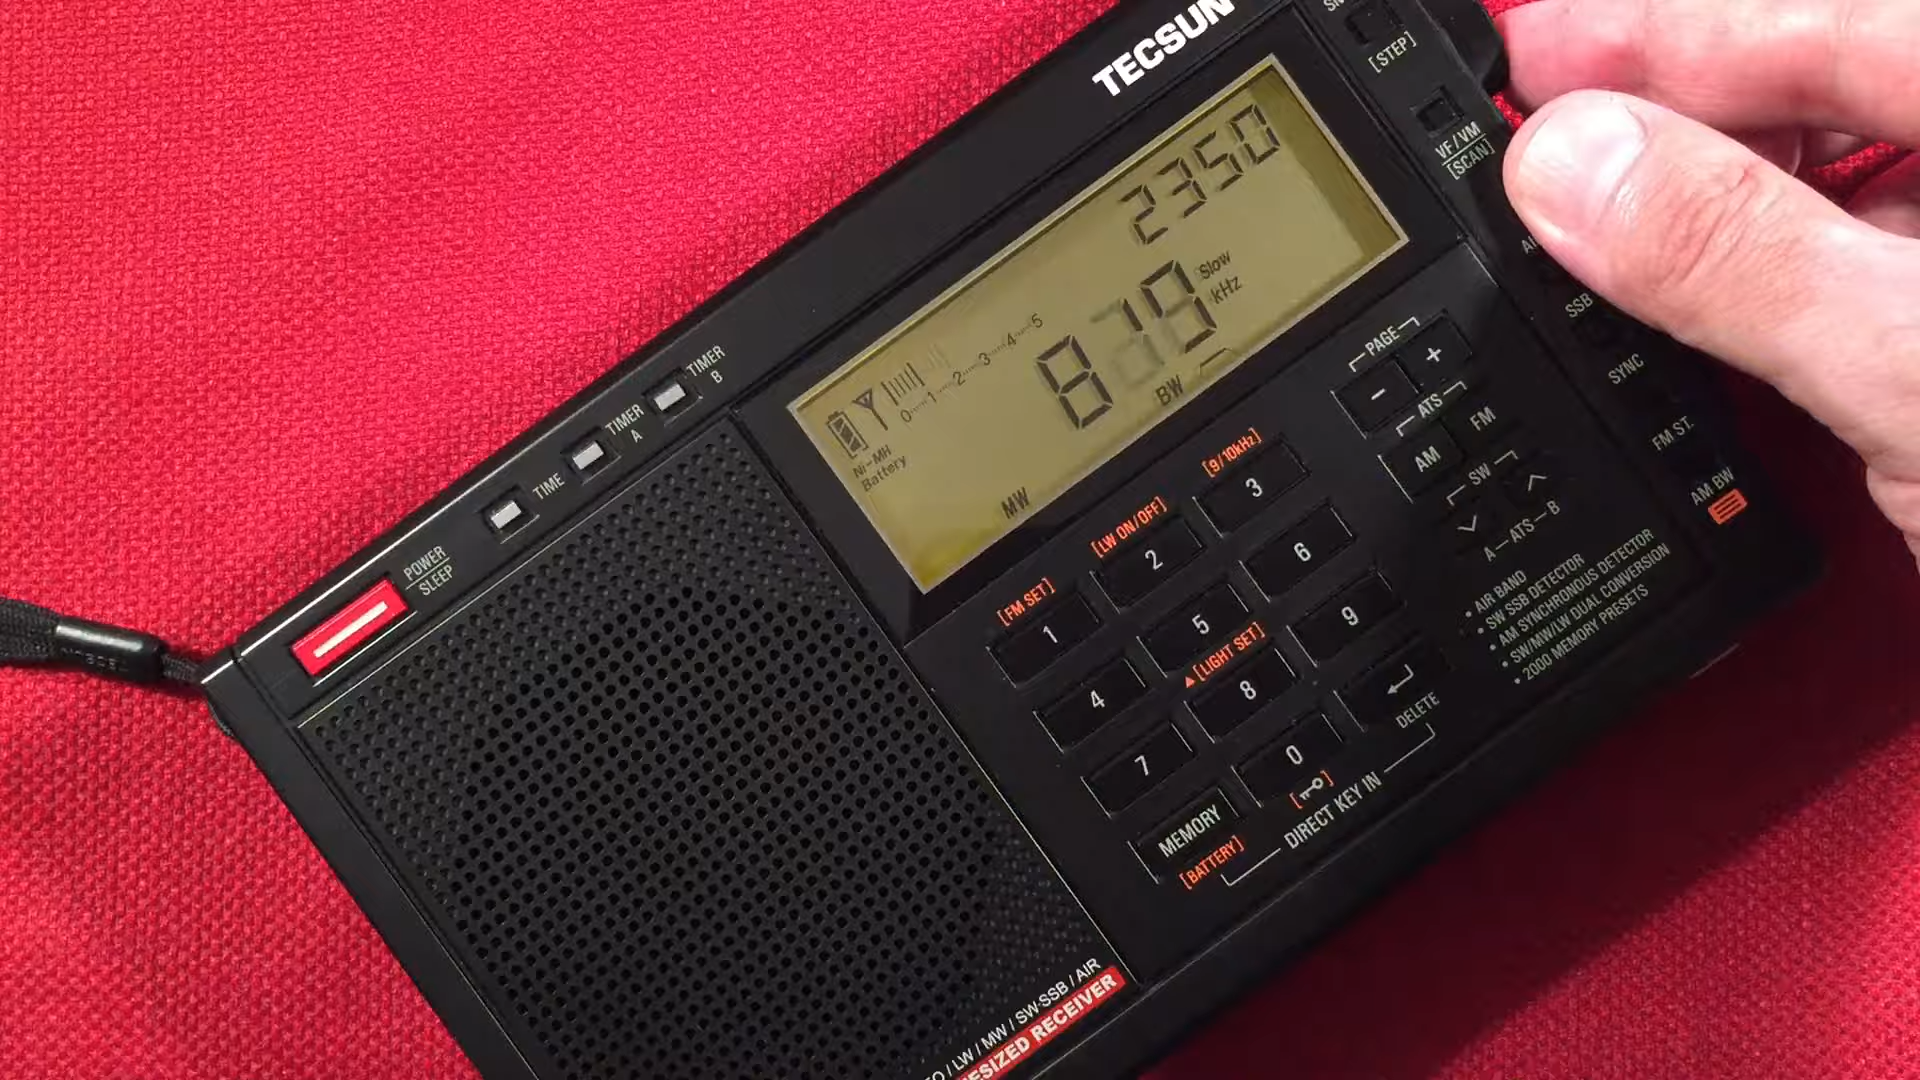 TECSUN
[STEP]
VF/VM
[SCAN]
2350
Slow
kHz
0 1 2 3 4 5
BW
Ni-MH
Battery
MW
TIMER
B
TIMER
A
TIME
POWER
SLEEP
PAGE
- +
ATS
AM FM
SW
A-ATS-B
SSB
SYNC
FM ST.
AM BW
[FM SET] [LW ON/OFF] [9/10kHz]
1 2 3
4 5 6
[LIGHT SET]
7 8 9
0
DELETE
MEMORY
[BATTERY]
DIRECT KEY IN
• AIR BAND
• SW SSB DETECTOR
• AM SYNCHRONOUS DETECTOR
• SW/MW/LW DUAL CONVERSION
• 2000 MEMORY PRESETS
/ LW / MW / SW-SSB / AIR
RECEIVER